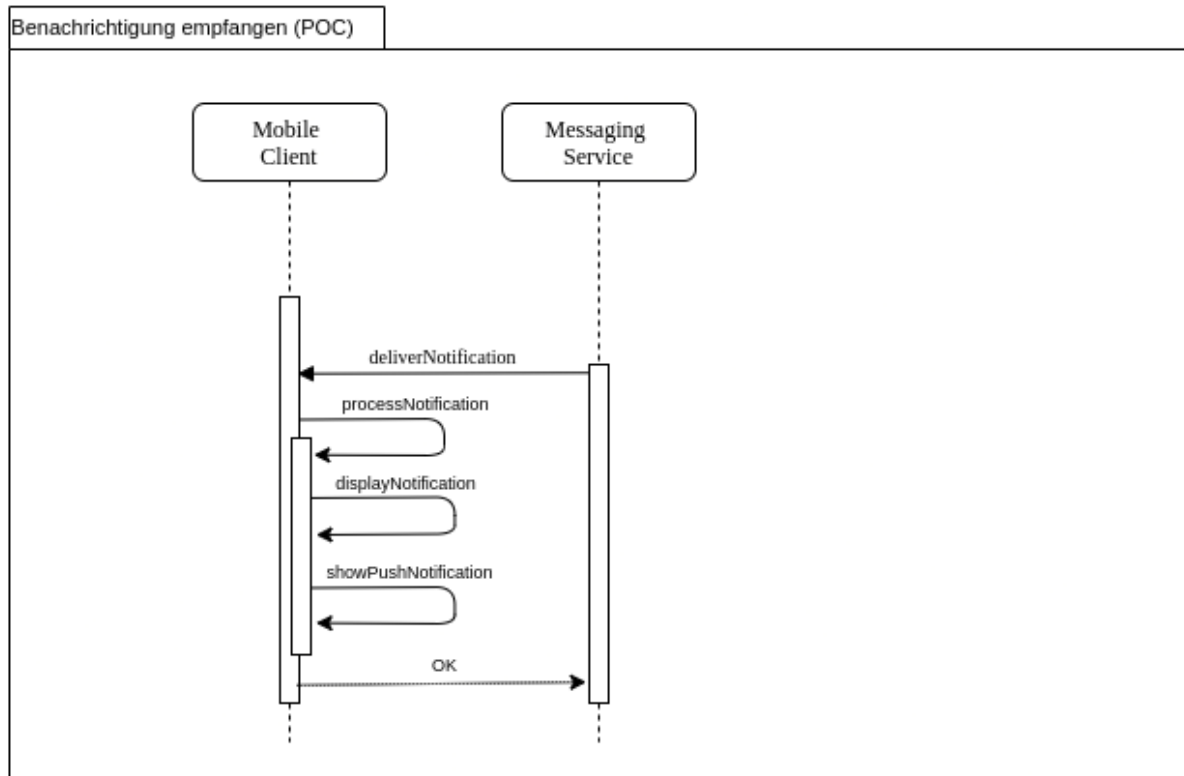 Benachrichtigung empfangen (POC)
Mobile
Client
Messaging
Service
deliverNotification
processNotification
displayNotification
showPushNotification
OK